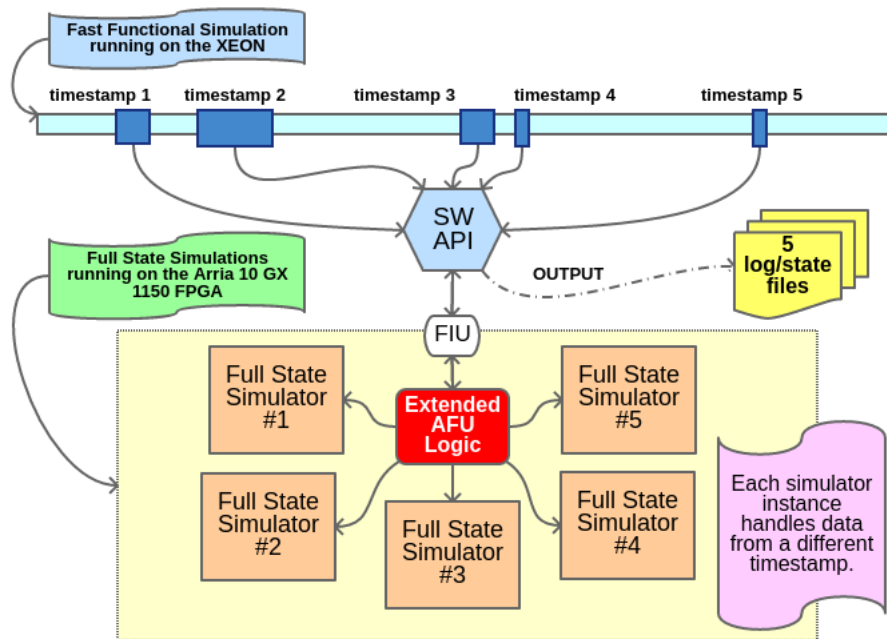 Fast Functional Simulation
running on the XEON
timestamp 1
timestamp 2
timestamp 3
timestamp 4
timestamp 5
SW
API
Full State Simulations
running on the Arria 10 GX
1150 FPGA
OUTPUT
5
log/state
files
FIU
Full State
Simulator
#1
Extended
AFU
Logic
Full State
Simulator
#5
Full State
Simulator
#2
Full State
Simulator
#3
Full State
Simulator
#4
Each simulator
instance
handles data
from a different
timestamp.